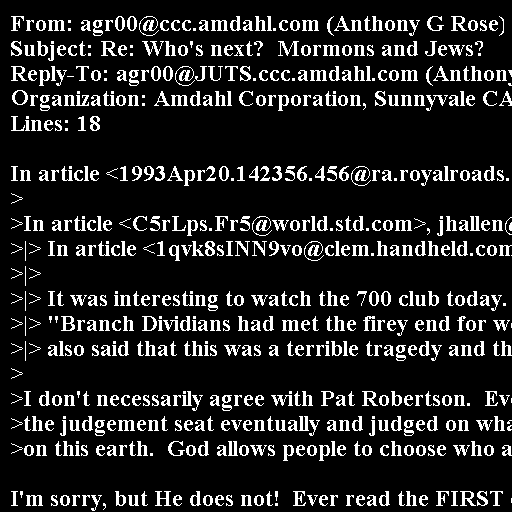 From: agr00@ccc.amdahl.com (Anthony G Rose)
Subject: Re: Who's next?  Mormons and Jews?
Reply-To: agr00@JUTS.ccc.amdahl.com (Anthony
Organization: Amdahl Corporation, Sunnyvale CA
Lines: 18

In article <1993Apr20.142356.456@ra.royalroads.
>
>In article <C5rLps.Fr5@world.std.com>, jhallen@
>|> In article <1qvk8sINN9vo@clem.handheld.com
>|>
>|> It was interesting to watch the 700 club today.
>|> "Branch Dividians had met the firey end for w
>|> also said that this was a terrible tragedy and th
>
>I don't necessarily agree with Pat Robertson.  Ev
>the judgement seat eventually and judged on wha
>on this earth.  God allows people to choose who a

I'm sorry, but He does not!  Ever read the FIRST